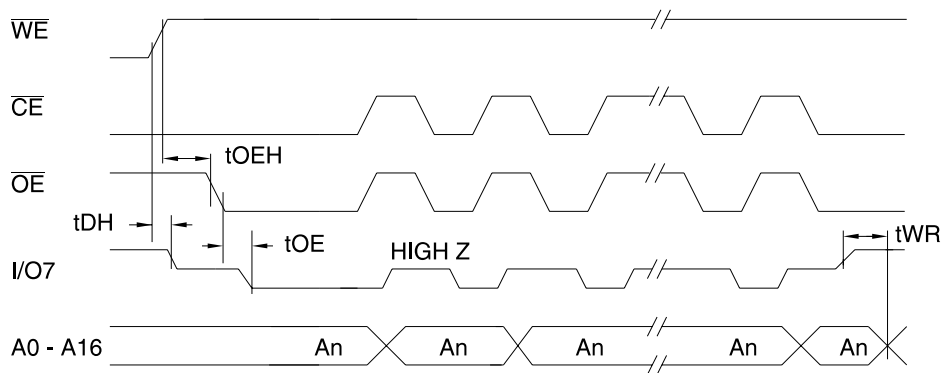 WE
CE
tOEH
OE
tDH
tOE
HIGH Z
tWR
I/O7
A0 - A16 An An An An An